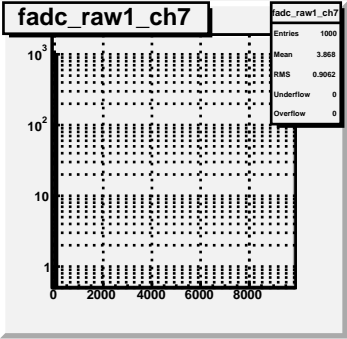 fadc_raw1_ch7
fadc_raw1_ch7
Entries 1000
Mean 3.868
RMS 0.9062
Underflow 0
Overflow 0
10^3
10^2
10
1
0 2000 4000 6000 8000